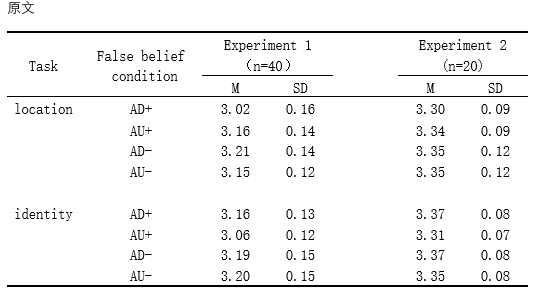 原文
Experiment 1 Experiment 2
False belief
Task (n=40） (n=20)
condition
M SD M SD
location AD+ 3.02 0.16 3.30 0.09
AU+ 3.16 0.14 3.34 0.09
AD- 3.21 0.14 3.35 0.12
AU- 3.15 0.12 3.35 0.12
identity AD+ 3.16 0.13 3.37 0.08
AU+ 3.06 0.12 3.31 0.07
AD- 3.19 0.15 3.37 0.08
AU- 3.20 0.15 3.35 0.08